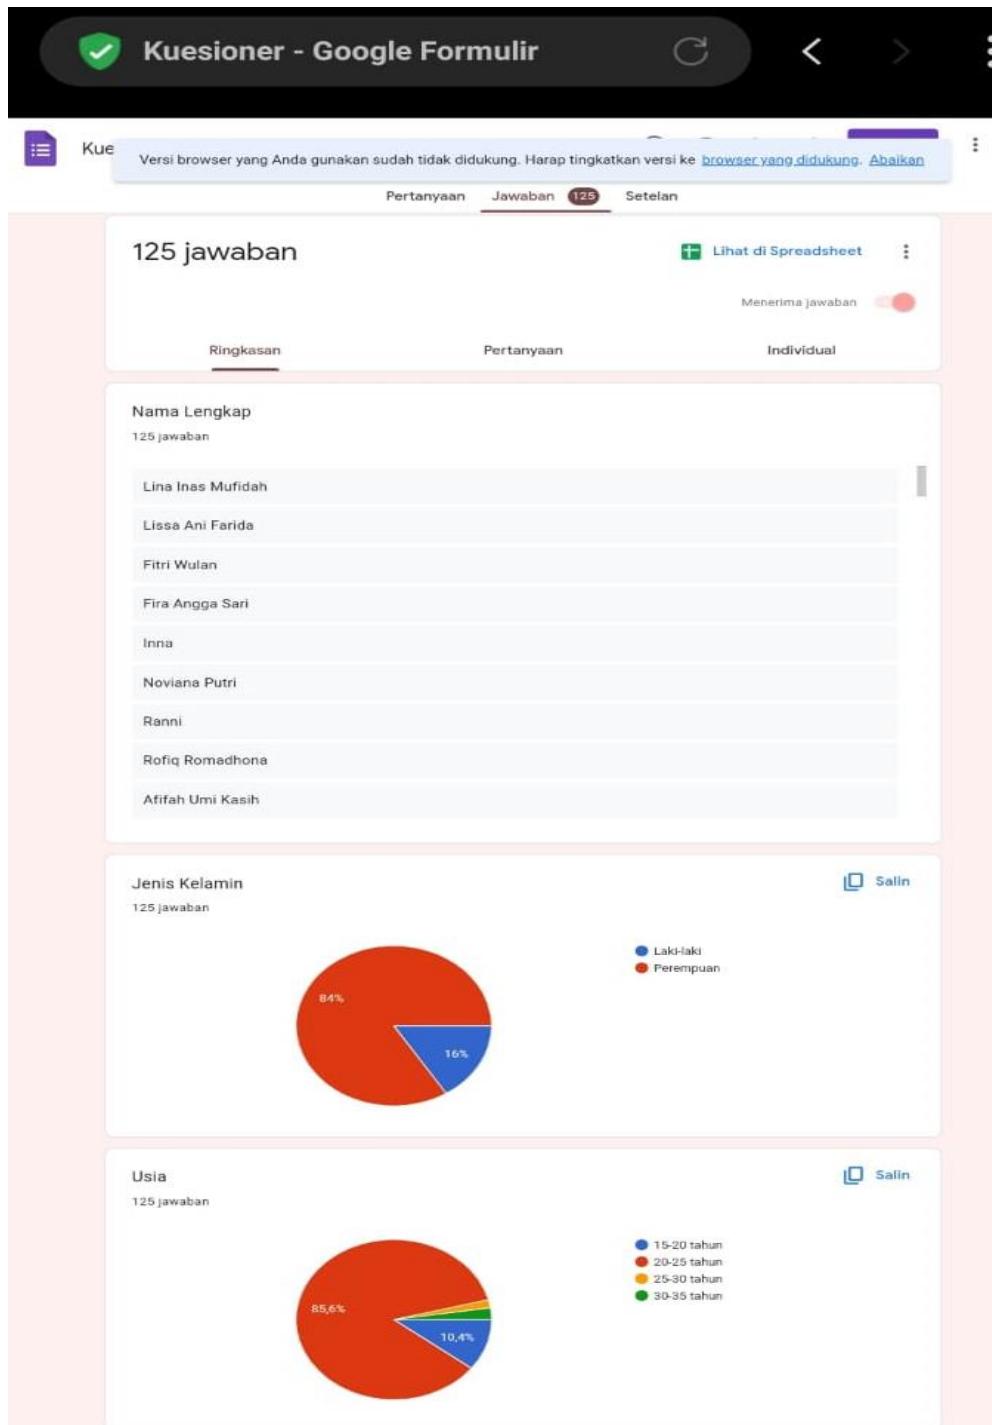 Kuesioner - Google Formulir
Kue
Versi browser yang Anda gunakan sudah tidak didukung. Harap tingkatkan versi ke browser yang didukung. Abaikan
Pertanyaan Jawaban 125 Setelan
125 jawaban
Lihat di Spreadsheet
Menerima jawaban
Ringkasan Pertanyaan Individual
Nama Lengkap
125 jawaban
Lina Inas Mufidah
Lissa Ani Farida
Fitri Wulan
Fira Angga Sari
Inna
Noviana Putri
Ranni
Rofiq Romadhona
Afifah Umi Kasih
Jenis Kelamin
Salin
125 jawaban
Laki-laki
Perempuan
84%
16%
Usia
Salin
125 jawaban
15-20 tahun
20-25 tahun
25-30 tahun
30-35 tahun
85,6%
10,4%